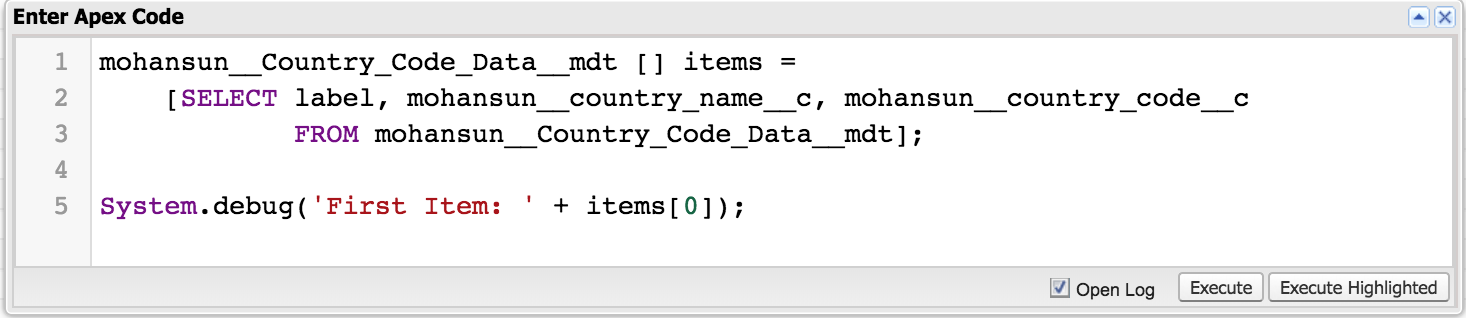 Enter Apex Code
1 mohansun__Country_Code_Data__mdt [] items =
2 [SELECT label, mohansun__country_name__c, mohansun__country_code__c
3 FROM mohansun__Country_Code_Data__mdt];
4
5 System.debug('First Item: ' + items[0]);
Open Log Execute Execute Highlighted